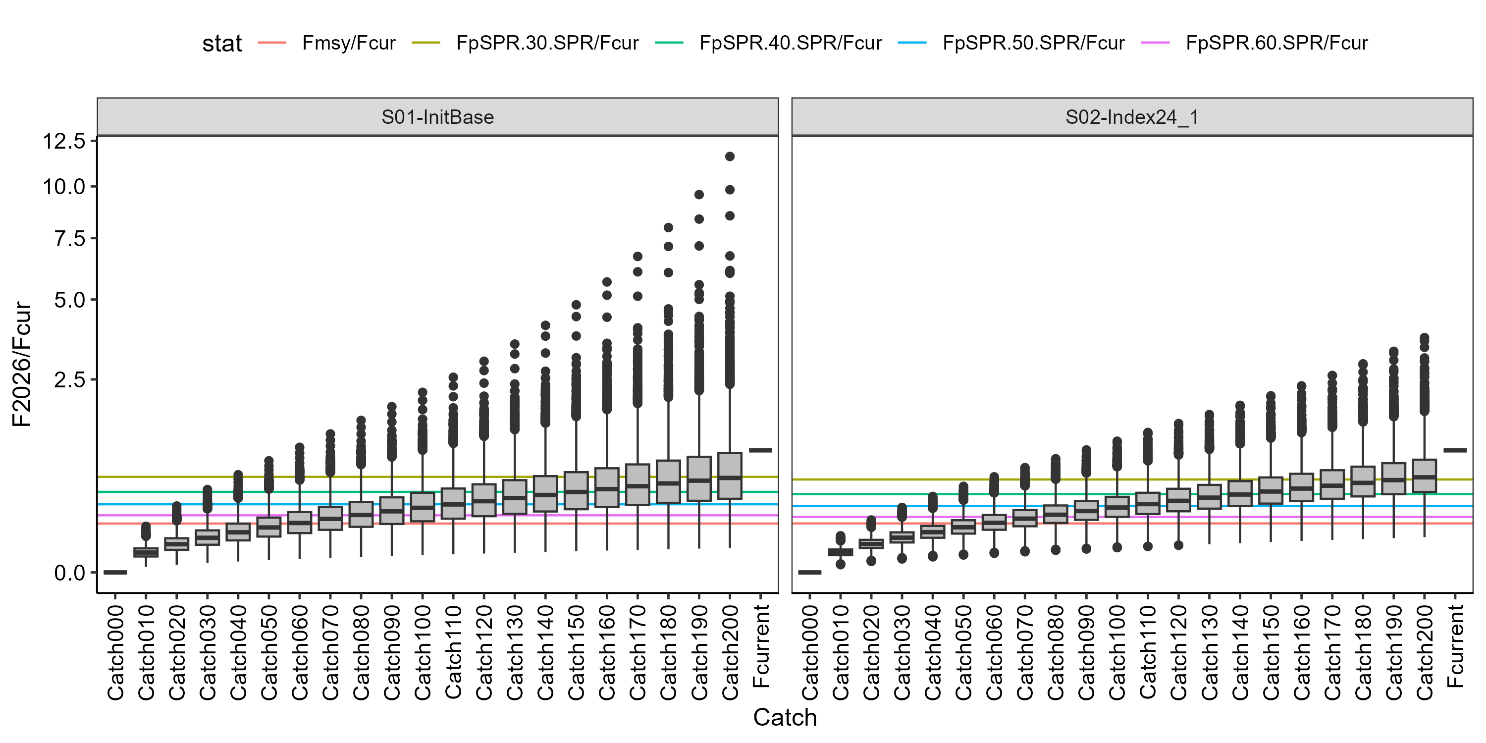 stat Fmsy/Fcur FpSPR.30.SPR/Fcur FpSPR.40.SPR/Fcur FpSPR.50.SPR/Fcur FpSPR.60.SPR/Fcur
S01-InitBase
S02-Index24_1
12.5
10.0
7.5
5.0
2.5
0.0
F2026/Fcur
Catch000
Catch010
Catch020
Catch030
Catch040
Catch050
Catch060
Catch070
Catch080
Catch090
Catch100
Catch110
Catch120
Catch130
Catch140
Catch150
Catch160
Catch170
Catch180
Catch190
Catch200
Fcurrent
Catch000
Catch010
Catch020
Catch030
Catch040
Catch050
Catch060
Catch070
Catch080
Catch090
Catch100
Catch110
Catch120
Catch130
Catch140
Catch150
Catch160
Catch170
Catch180
Catch190
Catch200
Fcurrent
Catch